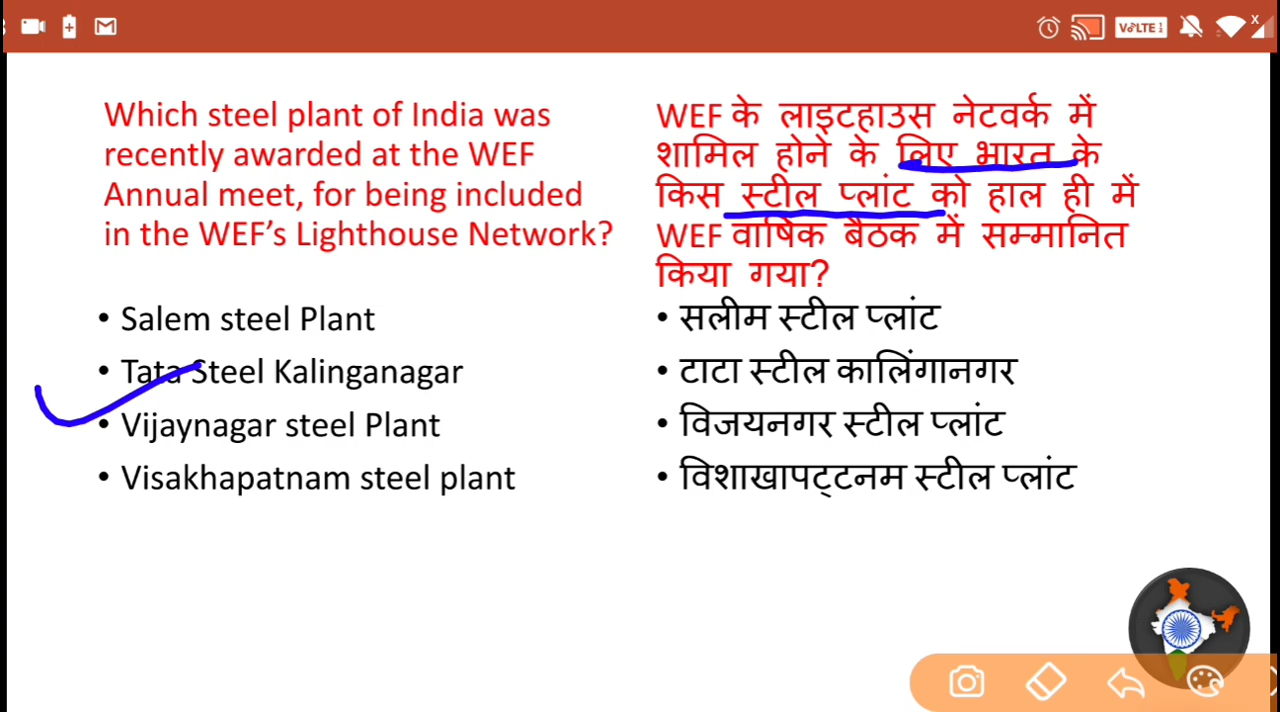 VoLTE
Which steel plant of India was
recently awarded at the WEF
Annual meet, for being included
in the WEF's Lighthouse Network?
• Salem steel Plant
• Tata Steel Kalinganagar
• Vijaynagar steel Plant
• Visakhapatnam steel plant
WEF के लाइटहाउस नेटवर्क में
शामिल होने के लिए भारत के
किस स्टील प्लांट को हाल ही में
WEF वार्षिक बैठक में सम्मानित
किया गया?
• सलीम स्टील प्लांट
• टाटा स्टील कालिंगानगर
• विजयनगर स्टील प्लांट
• विशाखापट्टनम स्टील प्लांट